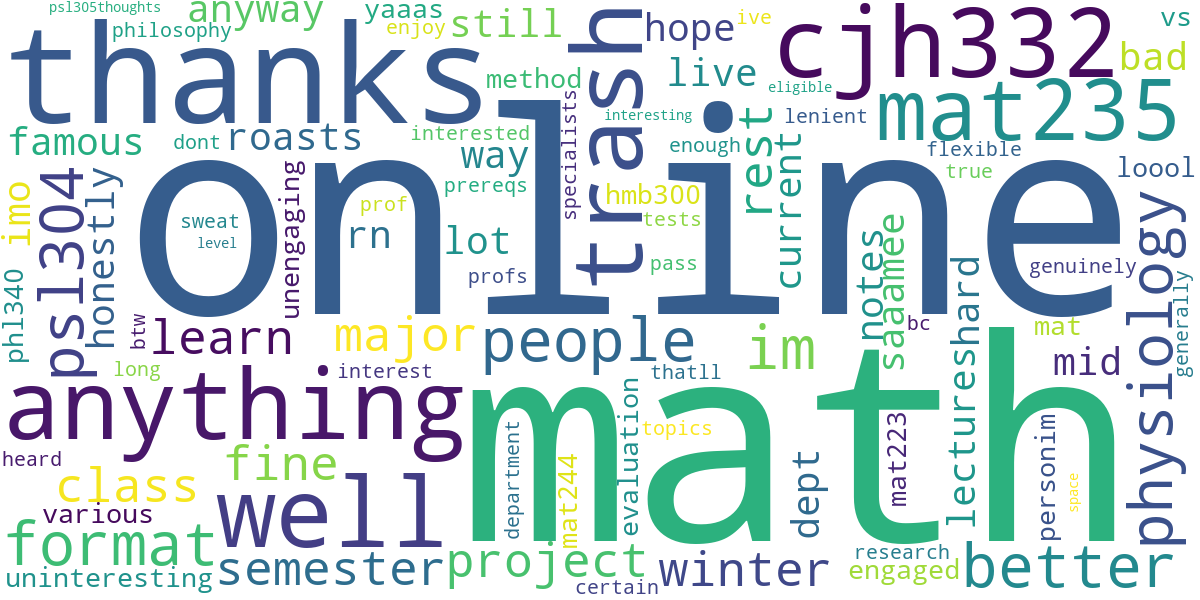 psl305thoughts
anyway
yaaas
enjoy
still
philosophy
thanks
trash
hope
ive
vs
cjh332
bad
method
live
eligible
mat235
famous
dont
roasts
interested
way
specialists
interesting
enough
rest
lenient
flexible
true
loool
online
imo
psl304
honestly
unengaging
sweat
level
prof
rn
lot
prereqs
profs
hmb300
tests
pass
current
notes
saaamee
genuinely
physiology
generally
phl340
btw
learn
major
people
im
bc
lectures
hard
mat
mid
long
interest
thatll
anything
math
heard
class
fine
various
well
department
mat244
evaluation
topics
dept
mat223
personim
space
format
uninteresting
semester
project
certain
winter
research
engaged
better